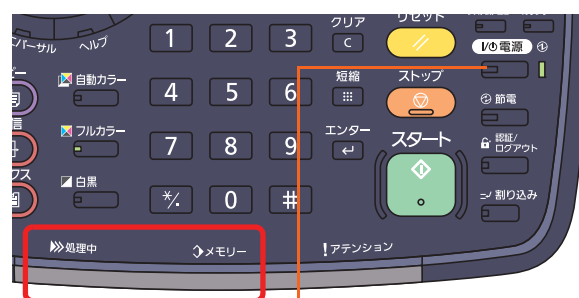 クリア
リセット
ーサル
ヘルプ
1
2
3
C
I/⏻電源
自動カラー
短縮
ストップ
4
5
6
節電
フルカラー
エンター
スタート
認証/
ログアウト
7
8
9
白黒
割り込み
*/.
0
#
処理中
メモリー
!アテンション